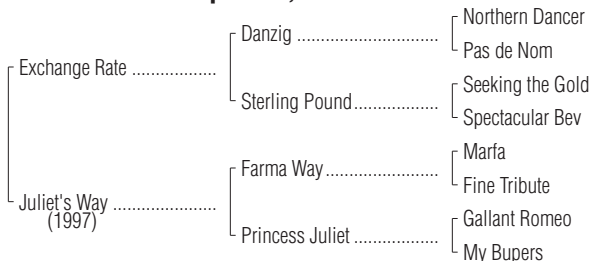 Northern Dancer
Danzig ................................
Pas de Nom
Exchange Rate ...................
Seeking the Gold
Sterling Pound...................
Spectacular Bev
Marfa
Farma Way.........................
Fine Tribute
Juliet's Way .......................
(1997)
Gallant Romeo
Princess Juliet ...................
My Bupers